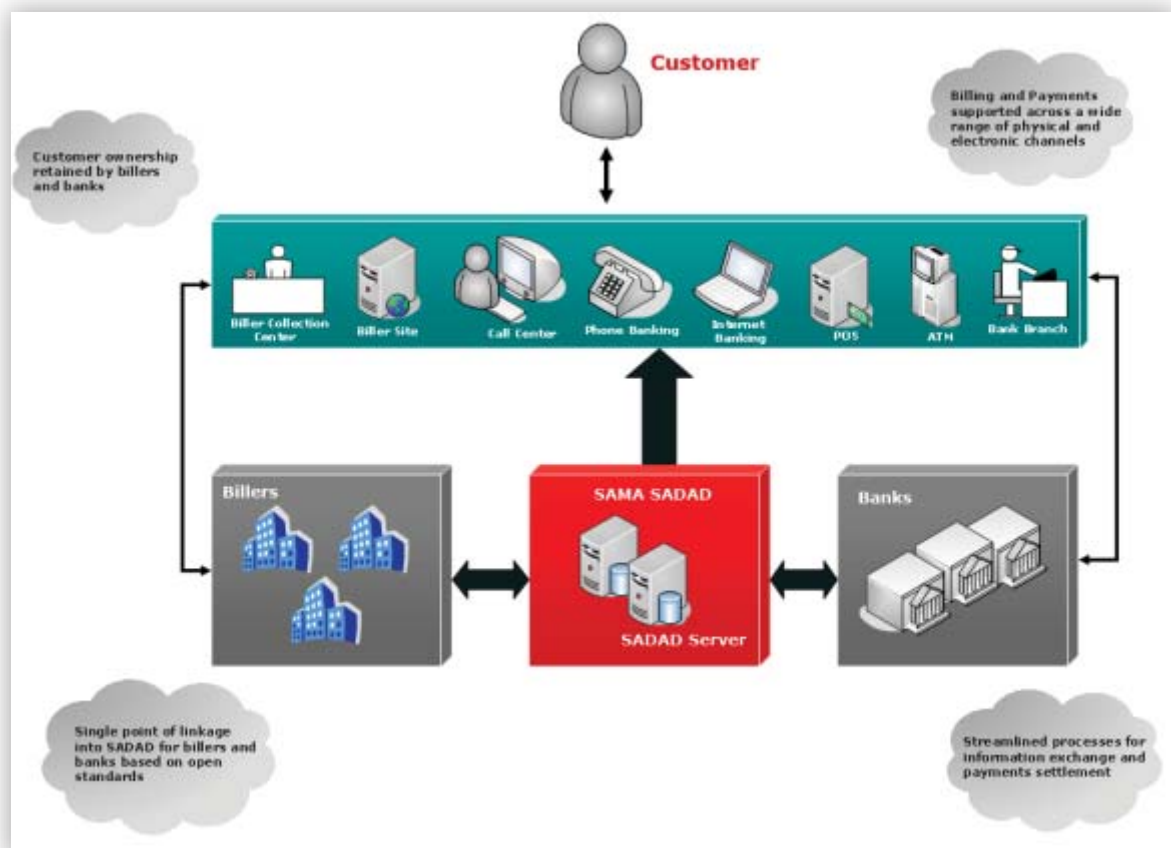 Customer
Billing and Payments
supported across a wide
range of physical and
electronic channels
Customer ownership
retained by billers
and banks
Biller Collection
Center
Biller Site
Call Center
Phone Banking
Internet
Banking
POS
ATM
Bank Branch
Billers
SAMA SADAD
SADAD Server
Banks
Single point of linkage
into SADAD for billers and
banks based on open
standards
Streamlined processes for
information exchange and
payments settlement